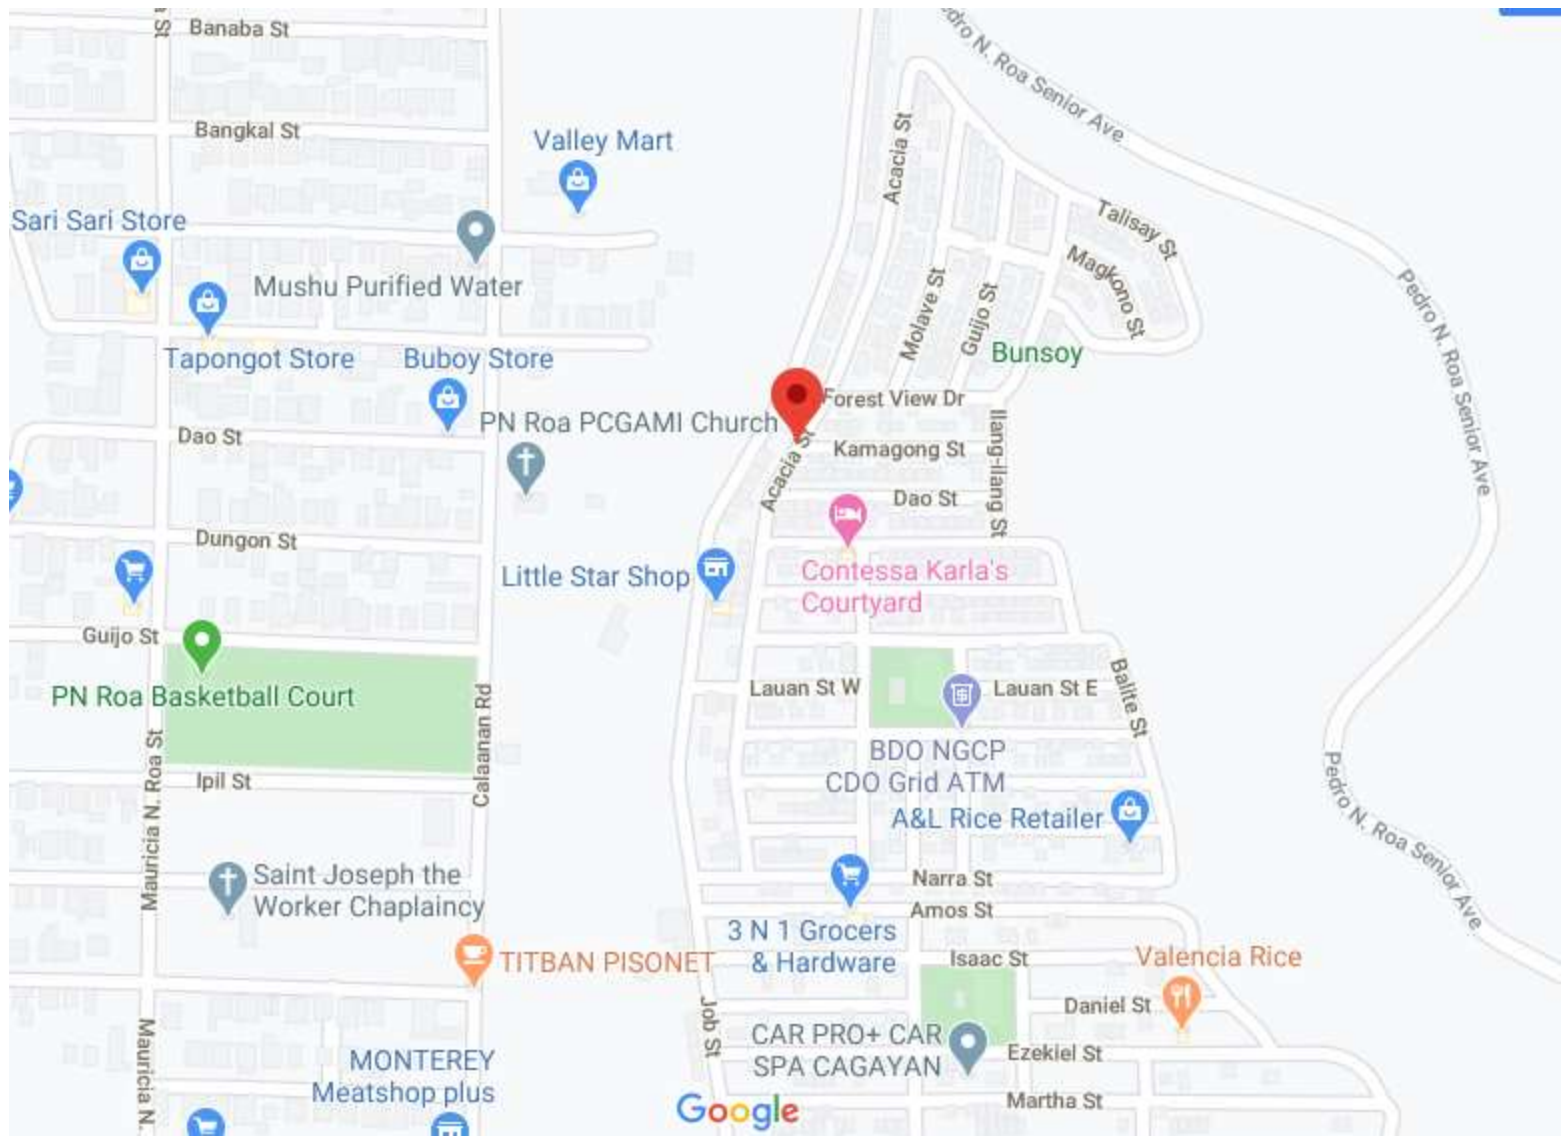 St
Banaba St
Pedro N. Roa Senior Ave
Bangkal St
Valley Mart
Acacia St
Sari Sari Store
Talisay St
Mushu Purified Water
Magkono St
Molave St
Guijo St
Pedro N. Roa Senior Ave
Tapongot Store
Buboy Store
Bunsoy
Forest View Dr
PN Roa PCGAMI Church
Dao St
Acacia St
Kamagong St
Ilang-ilang St
Dao St
Dungon St
Little Star Shop
Contessa Karla's
Courtyard
Guijo St
PN Roa Basketball Court
Lauan St W
Lauan St E
Balite St
Calaanan Rd
BDO NGCP
CDO Grid ATM
Ipil St
Mauricia N. Roa St
A&L Rice Retailer
Pedro N. Roa Senior Ave
Saint Joseph the
Worker Chaplaincy
Narra St
Amos St
3 N 1 Grocers
& Hardware
TITBAN PISONET
Isaac St
Valencia Rice
Daniel St
Job St
CAR PRO+ CAR
SPA CAGAYAN
Ezekiel St
Mauricia N.
MONTEREY
Meatshop plus
Martha St
Google